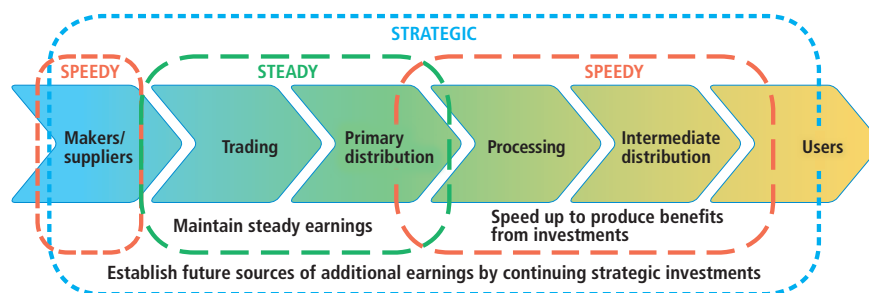 STRATEGIC
SPEEDY
STEADY
SPEEDY
Makers/
suppliers
Trading
Primary
distribution
Processing
Intermediate
distribution
Users
Maintain steady earnings
Speed up to produce benefits
from investments
Establish future sources of additional earnings by continuing strategic investments